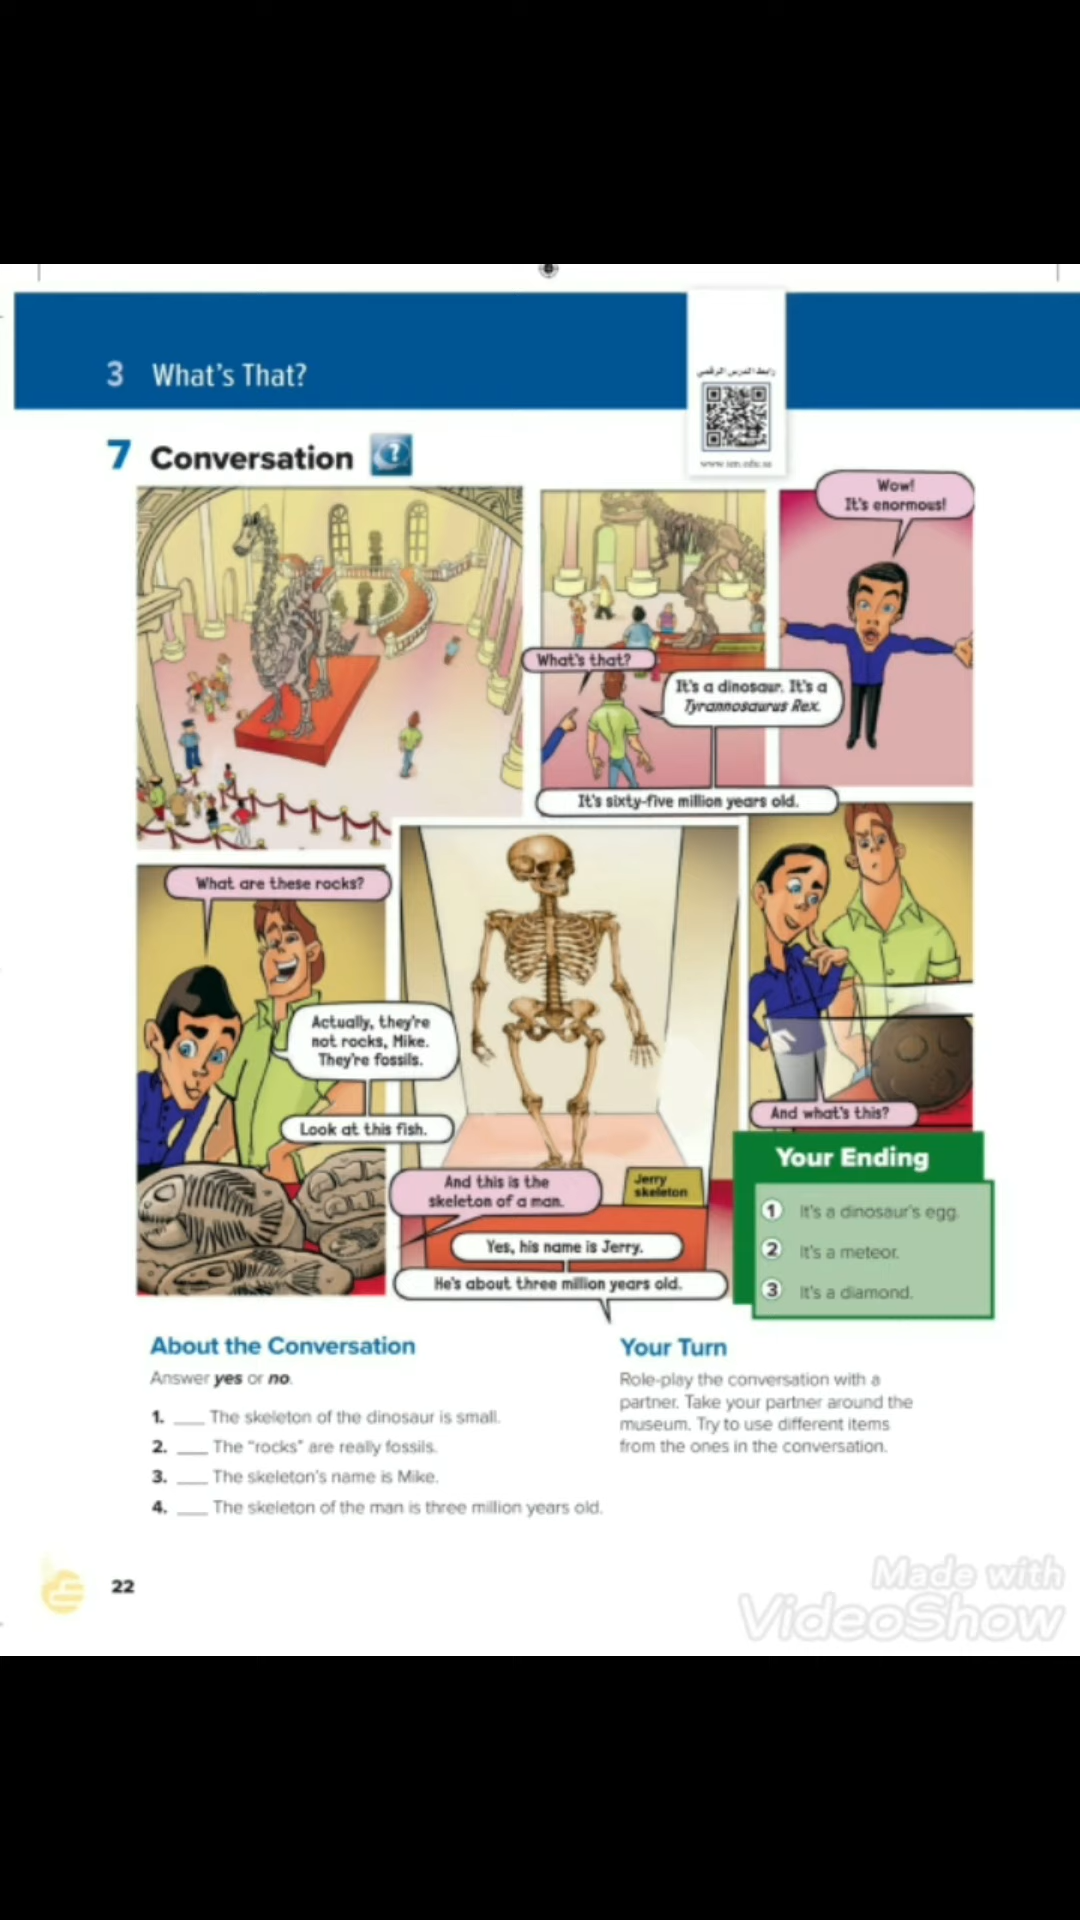 3 What's That?
رابط الدرس الرقمي
www.ien.edu.sa
7 Conversation
Wow!
It's enormous!
What's that?
It's a dinosaur. It's a
Tyrannosaurus Rex.
It's sixty-five million years old.
What are these rocks?
Actually, they're
not rocks, Mike.
They're fossils.
Look at this fish.
And this is the
skeleton of a man.
Jerry
skeleton
Yes, his name is Jerry.
He's about three million years old.
And what's this?
Your Ending
1 It's a dinosaur's egg.
2 It's a meteor.
3 It's a diamond.
About the Conversation
Answer yes or no.
1. ___ The skeleton of the dinosaur is small.
2. ___ The "rocks" are really fossils.
3. ___ The skeleton's name is Mike.
4. ___ The skeleton of the man is three million years old.
Your Turn
Role-play the conversation with a
partner. Take your partner around the
museum. Try to use different items
from the ones in the conversation.
22
Made with
VideoShow